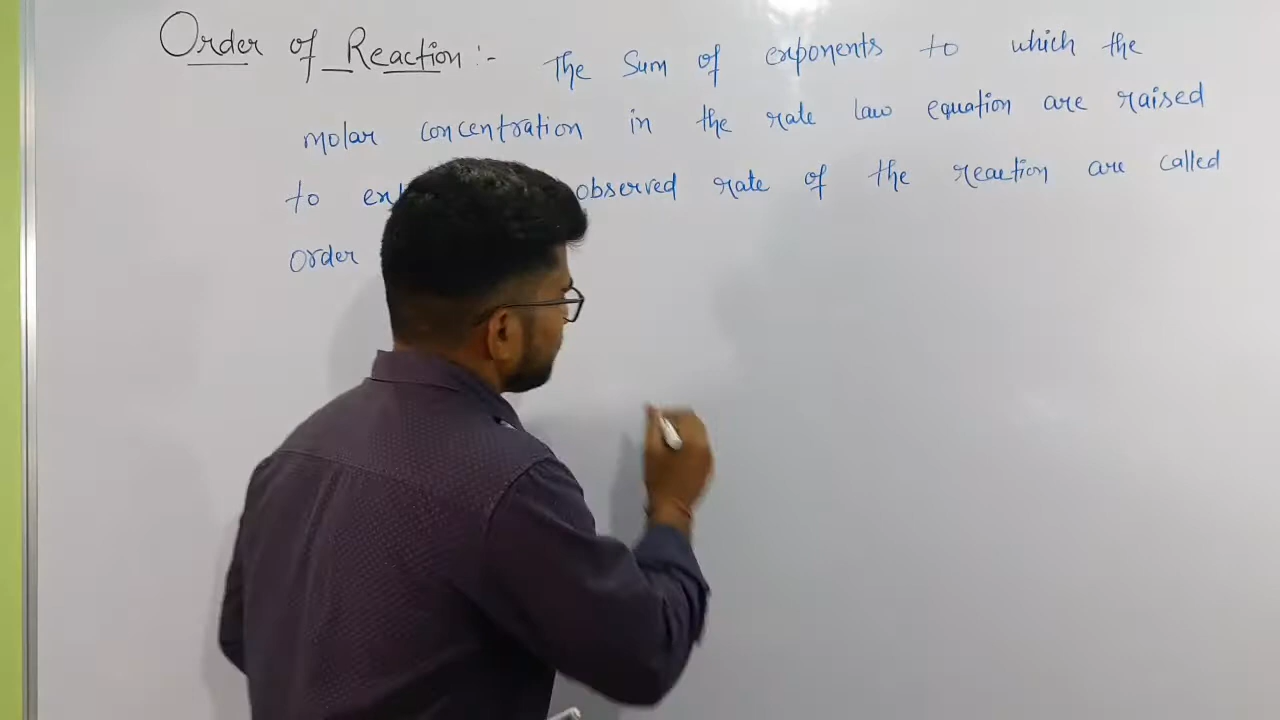 Order of Reaction :- The Sum of exponents to which the
molar concentration in the rate law equation are raised
to observed rate of the reaction are called
order